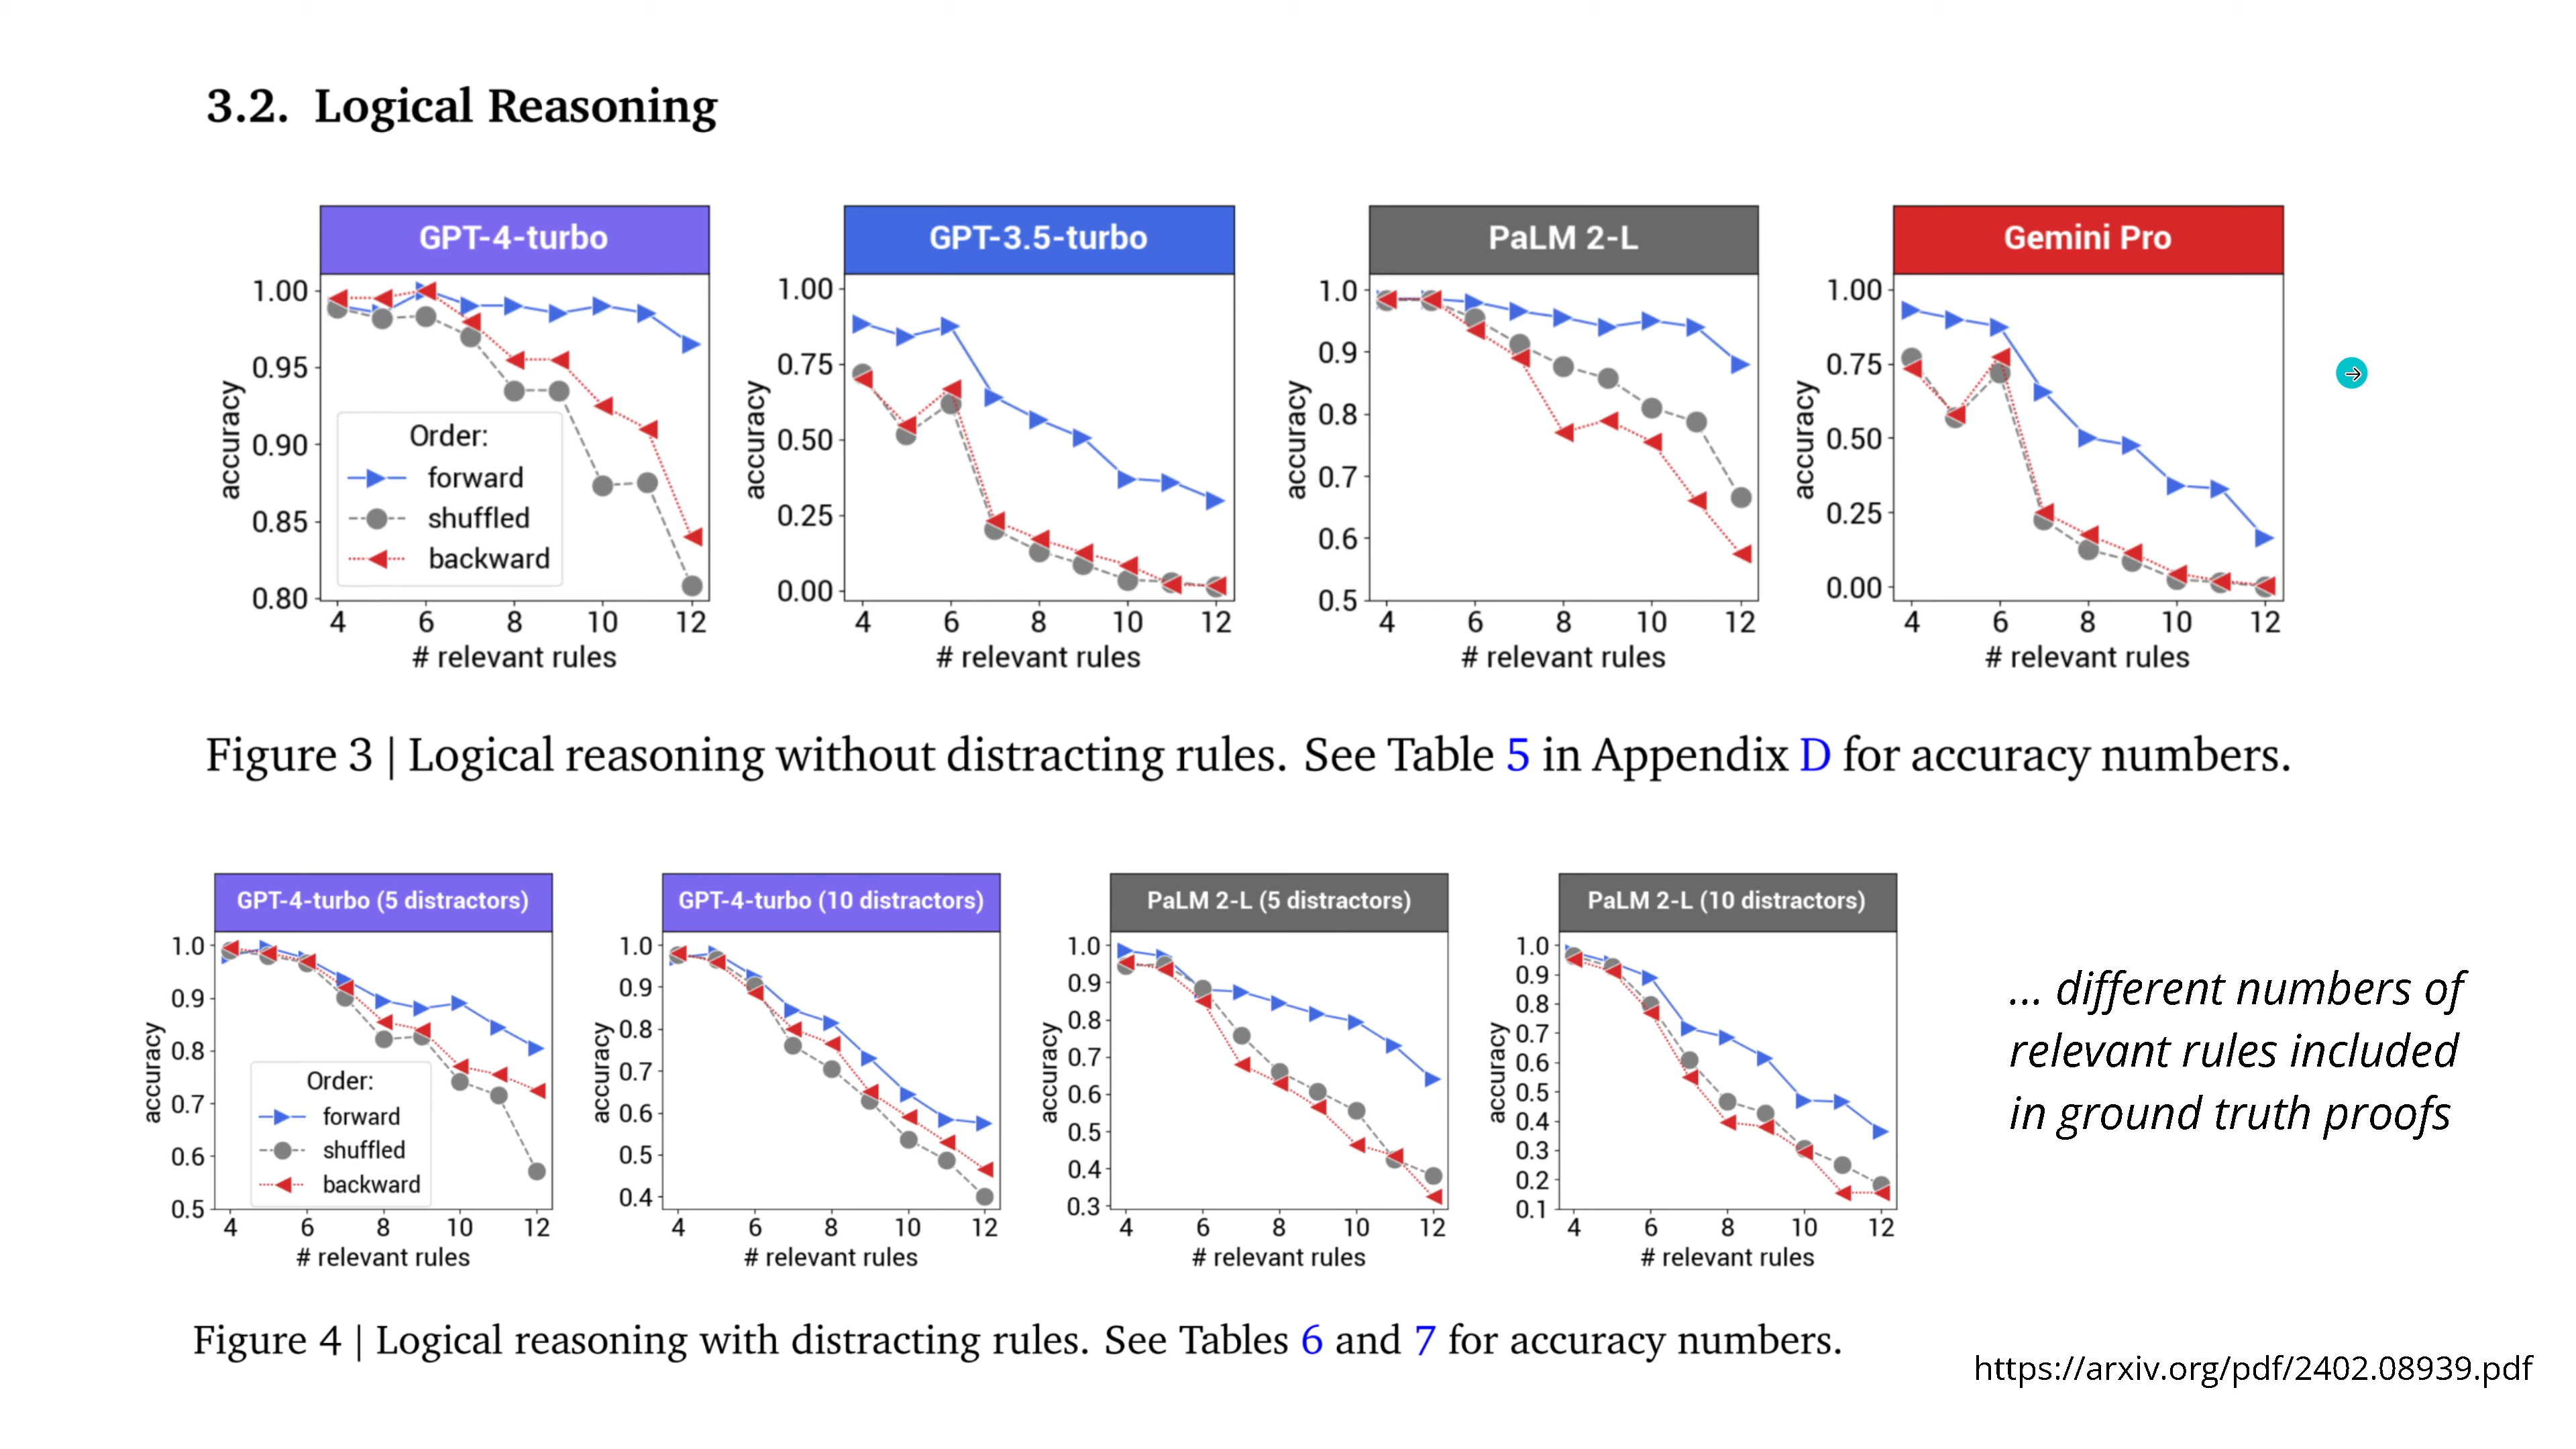 3.2. Logical Reasoning
GPT-4-turbo
1.00
0.95
0.90
0.85
0.80
accuracy
Order:
forward
shuffled
backward
4 6 8 10 12
# relevant rules
GPT-3.5-turbo
1.00
0.75
0.50
0.25
0.00
accuracy
4 6 8 10 12
# relevant rules
PaLM 2-L
1.0
0.9
0.8
0.7
0.6
0.5
accuracy
4 6 8 10 12
# relevant rules
Gemini Pro
1.00
0.75
0.50
0.25
0.00
accuracy
4 6 8 10 12
# relevant rules
Figure 3 | Logical reasoning without distracting rules. See Table 5 in Appendix D for accuracy numbers.
GPT-4-turbo (5 distractors)
1.0
0.9
0.8
0.7
0.6
0.5
accuracy
Order:
forward
shuffled
backward
4 6 8 10 12
# relevant rules
GPT-4-turbo (10 distractors)
1.0
0.9
0.8
0.7
0.6
0.5
0.4
accuracy
4 6 8 10 12
# relevant rules
PaLM 2-L (5 distractors)
1.0
0.9
0.8
0.7
0.6
0.5
0.4
0.3
accuracy
4 6 8 10 12
# relevant rules
PaLM 2-L (10 distractors)
1.0
0.9
0.8
0.7
0.6
0.5
0.4
0.3
0.2
0.1
accuracy
4 6 8 10 12
# relevant rules
... different numbers of
relevant rules included
in ground truth proofs
Figure 4 | Logical reasoning with distracting rules. See Tables 6 and 7 for accuracy numbers.
https://arxiv.org/pdf/2402.08939.pdf